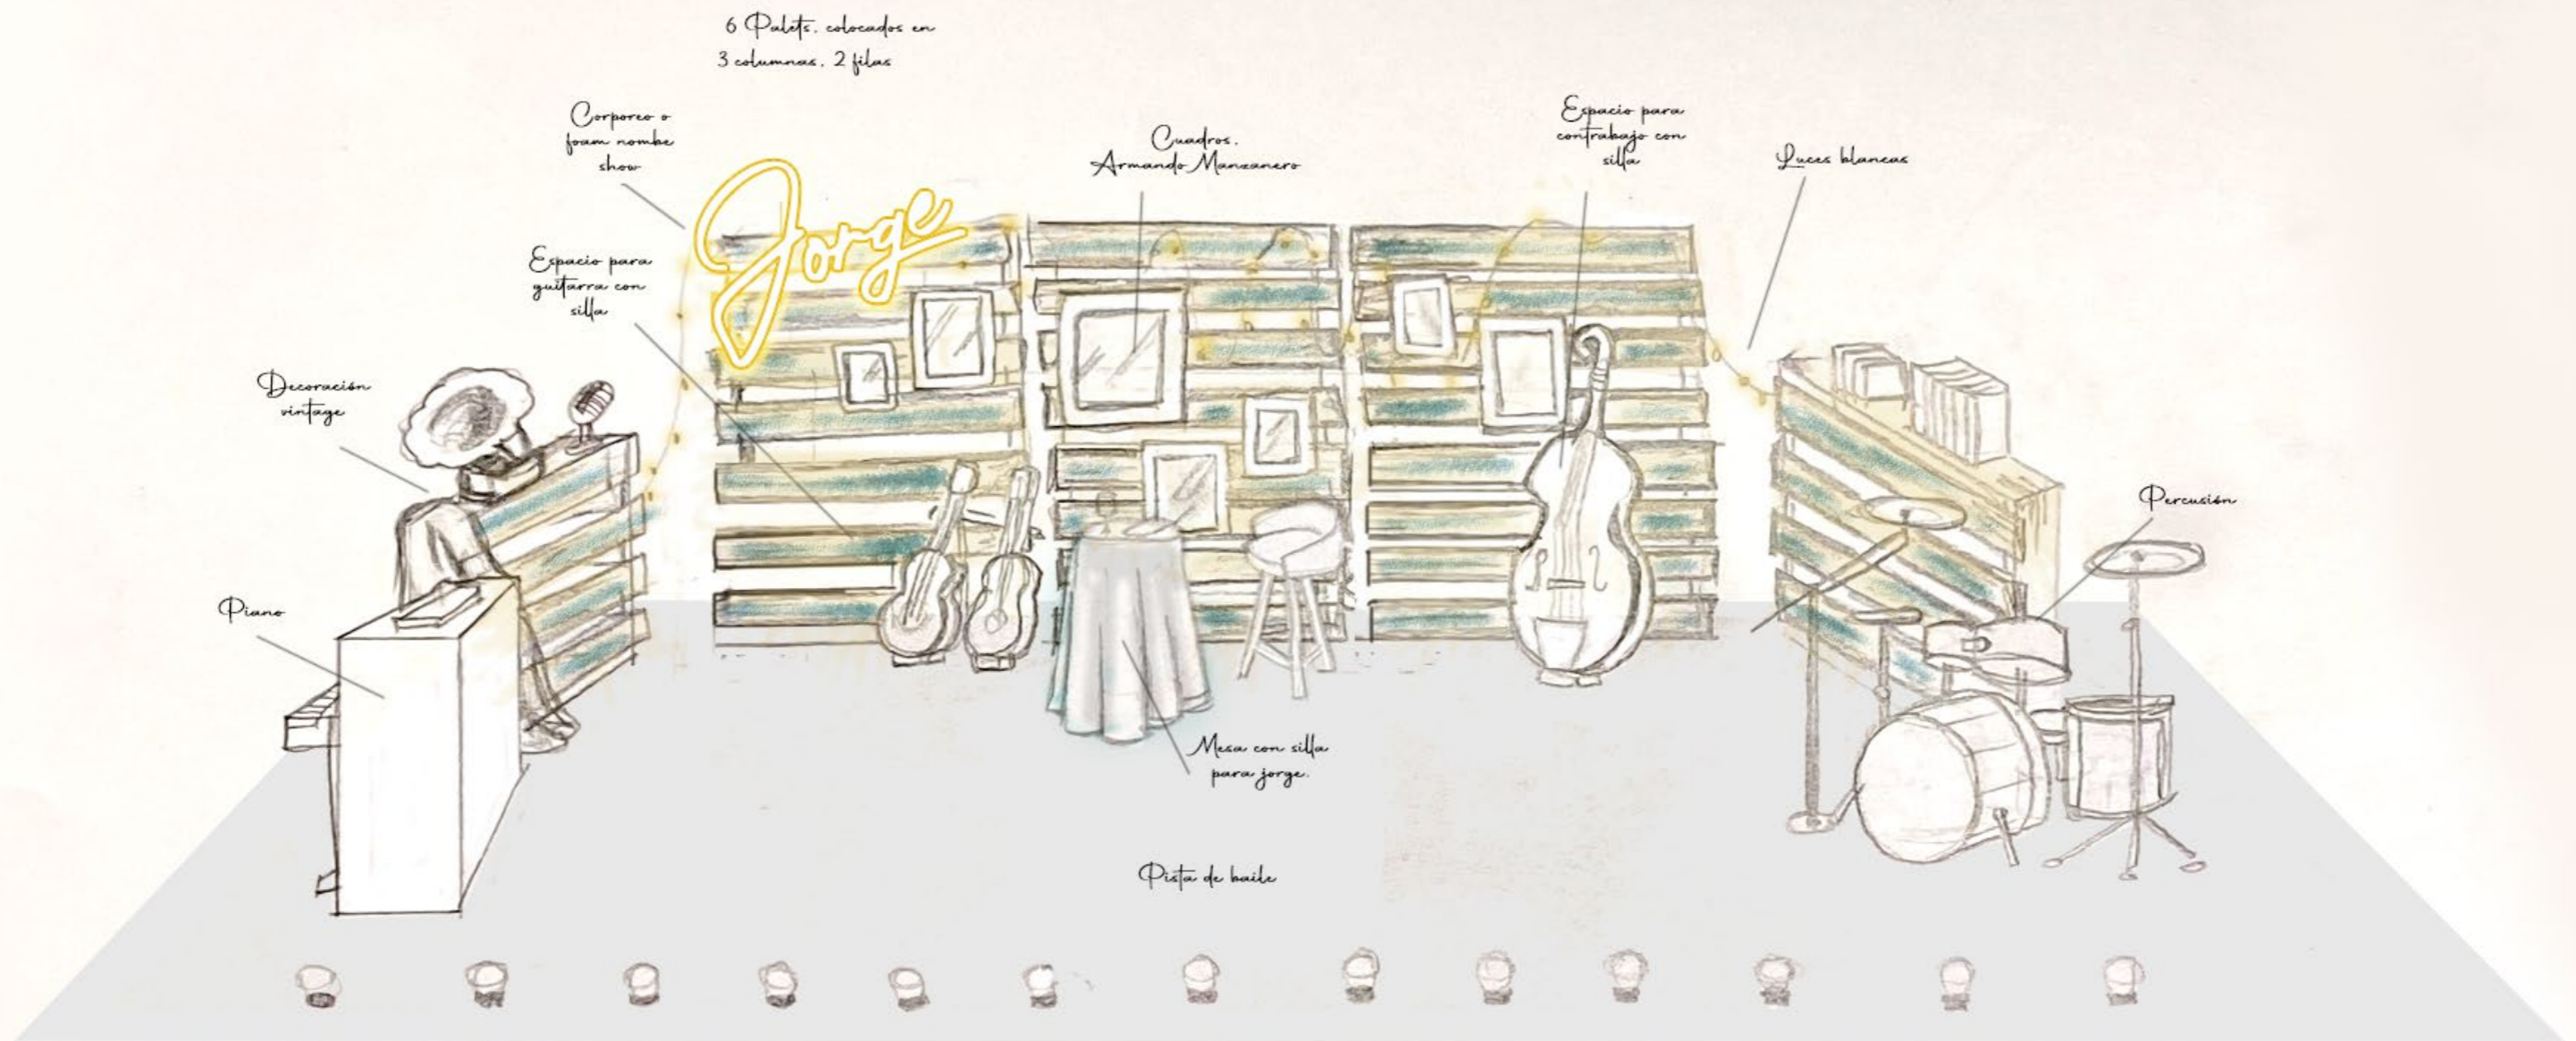 6 Palets, colocados en
3 columnas, 2 filas
Corporeo o
foam nombe
show
Cuadros,
Armando Manzanero
Espacio para
contrabajo con
silla
Luces blancas
Jorge
Espacio para
guitarra con
silla
Decoración
vintage
Percusión
Piano
Mesa con silla
para jorge.
Pista de baile